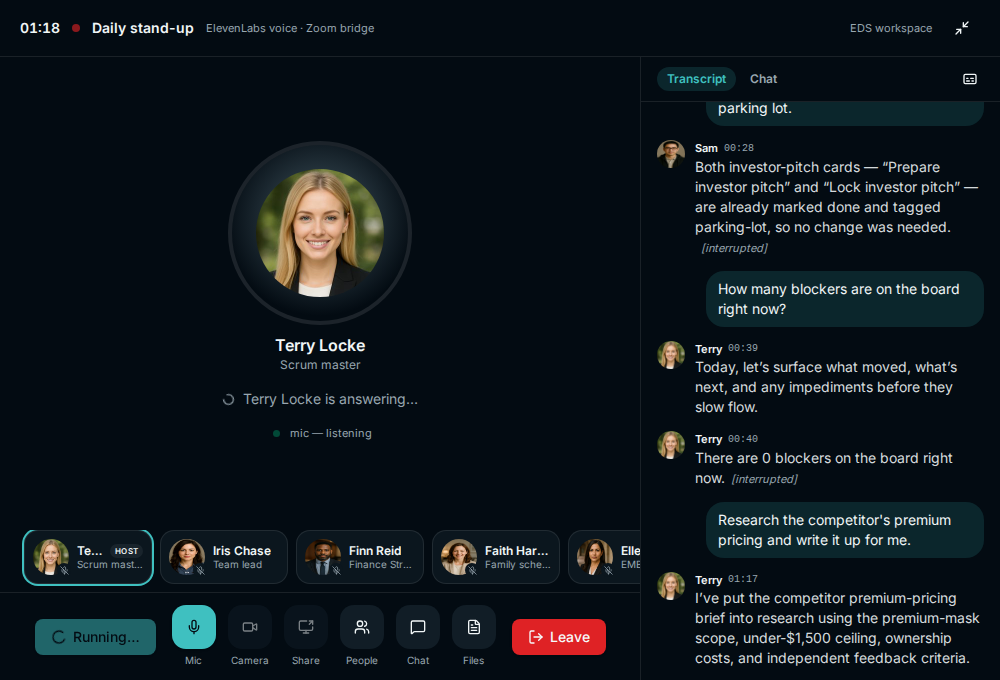 01:18 Daily stand-up ElevenLabs voice · Zoom bridge EDS workspace
Terry Locke
Scrum master
Terry Locke is answering...
mic — listening
Te... HOST
Scrum mast...
Iris Chase
Team lead
Finn Reid
Finance Str...
Faith Har...
Family sche...
Elle
EME
Running...
Mic
Camera
Share
People
Chat
Files
Leave
Transcript Chat
parking lot.
Sam 00:28
Both investor-pitch cards — “Prepare
investor pitch” and “Lock investor pitch” —
are already marked done and tagged
parking-lot, so no change was needed.
[interrupted]
How many blockers are on the board
right now?
Terry 00:39
Today, let’s surface what moved, what’s
next, and any impediments before they
slow flow.
Terry 00:40
There are 0 blockers on the board right
now. [interrupted]
Research the competitor's premium
pricing and write it up for me.
Terry 01:17
I’ve put the competitor premium-pricing
brief into research using the premium-mask
scope, under-$1,500 ceiling, ownership
costs, and independent feedback criteria.